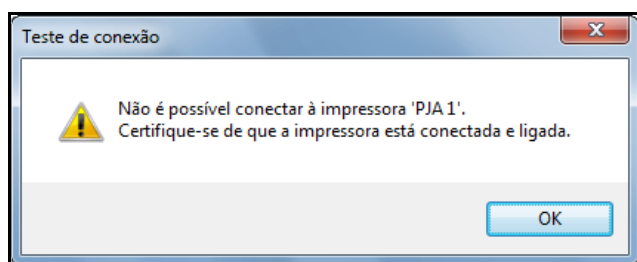 Teste de conexão
Não é possível conectar à impressora 'PJA 1'.
Certifique-se de que a impressora está conectada e ligada.
OK